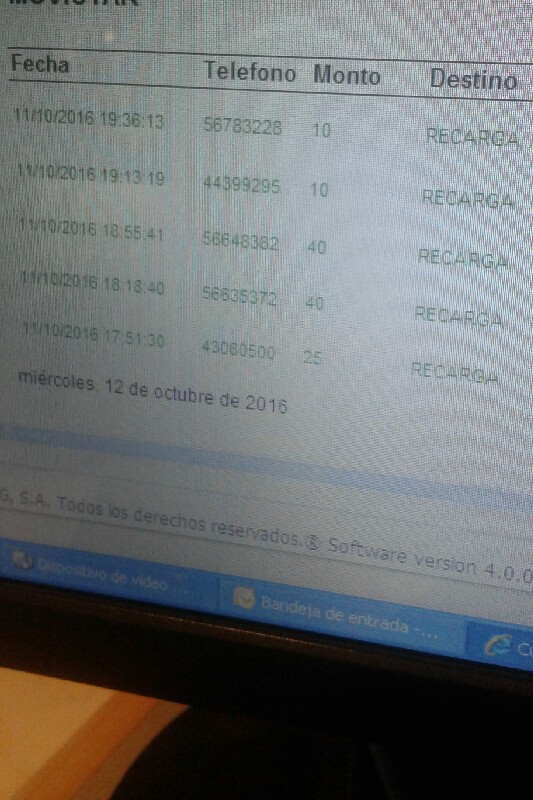 MOVISTAR
Fecha Telefono Monto Destino
11/10/2016 19:36:13 56783228 10 RECARGA
11/10/2016 19:13:19 44399295 10 RECARGA
11/10/2016 18:55:41 56648382 40 RECARGA
11/10/2016 18:18:40 56635372 40 RECARGA
11/10/2016 17:51:30 43060500 25 RECARGA
miércoles, 12 de octubre de 2016
G, S.A. Todos los derechos reservados.® Software version 4.0.0
Dispositivo de vídeo ... Bandeja de entrada -...